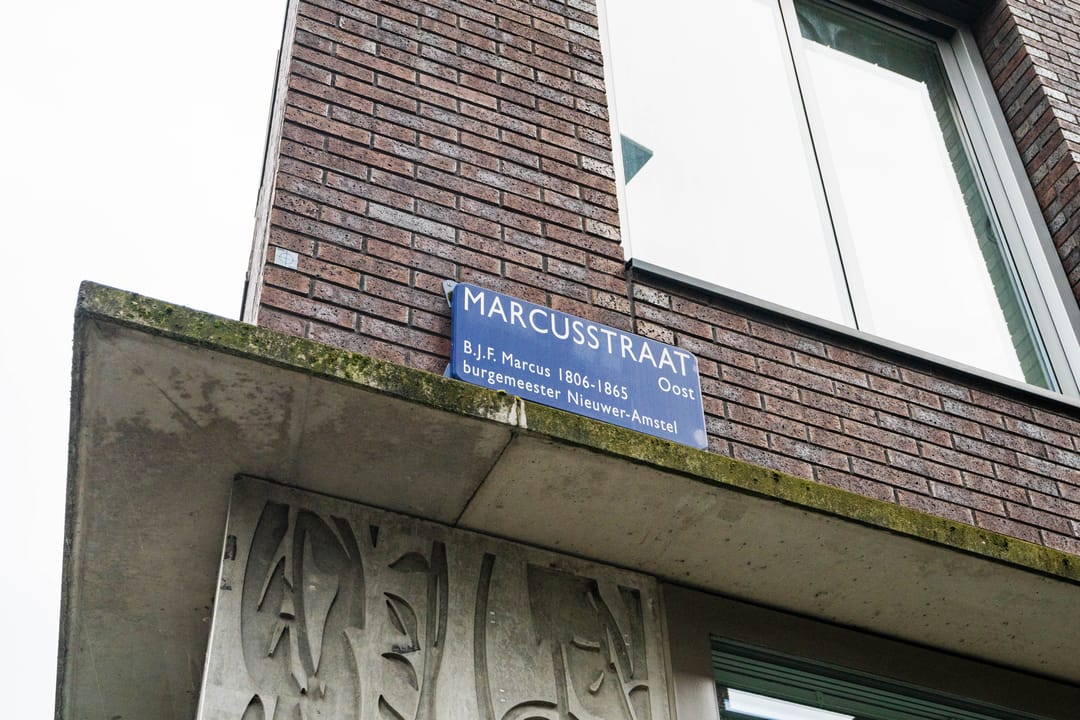 MARCUSSTRAAT
Oost
B.J.F. Marcus 1806-1865
burgemeester Nieuwer-Amstel